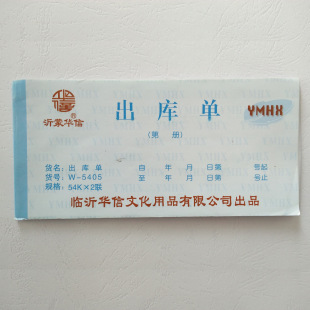 沂蒙华信
出库单
YMHX
(第 册)
货名: 出库单 自 年 月 日第 号起
货号: W-5405 至 年 月 日第 号止
规格: 54K×2联
临沂华信文化用品有限公司出品